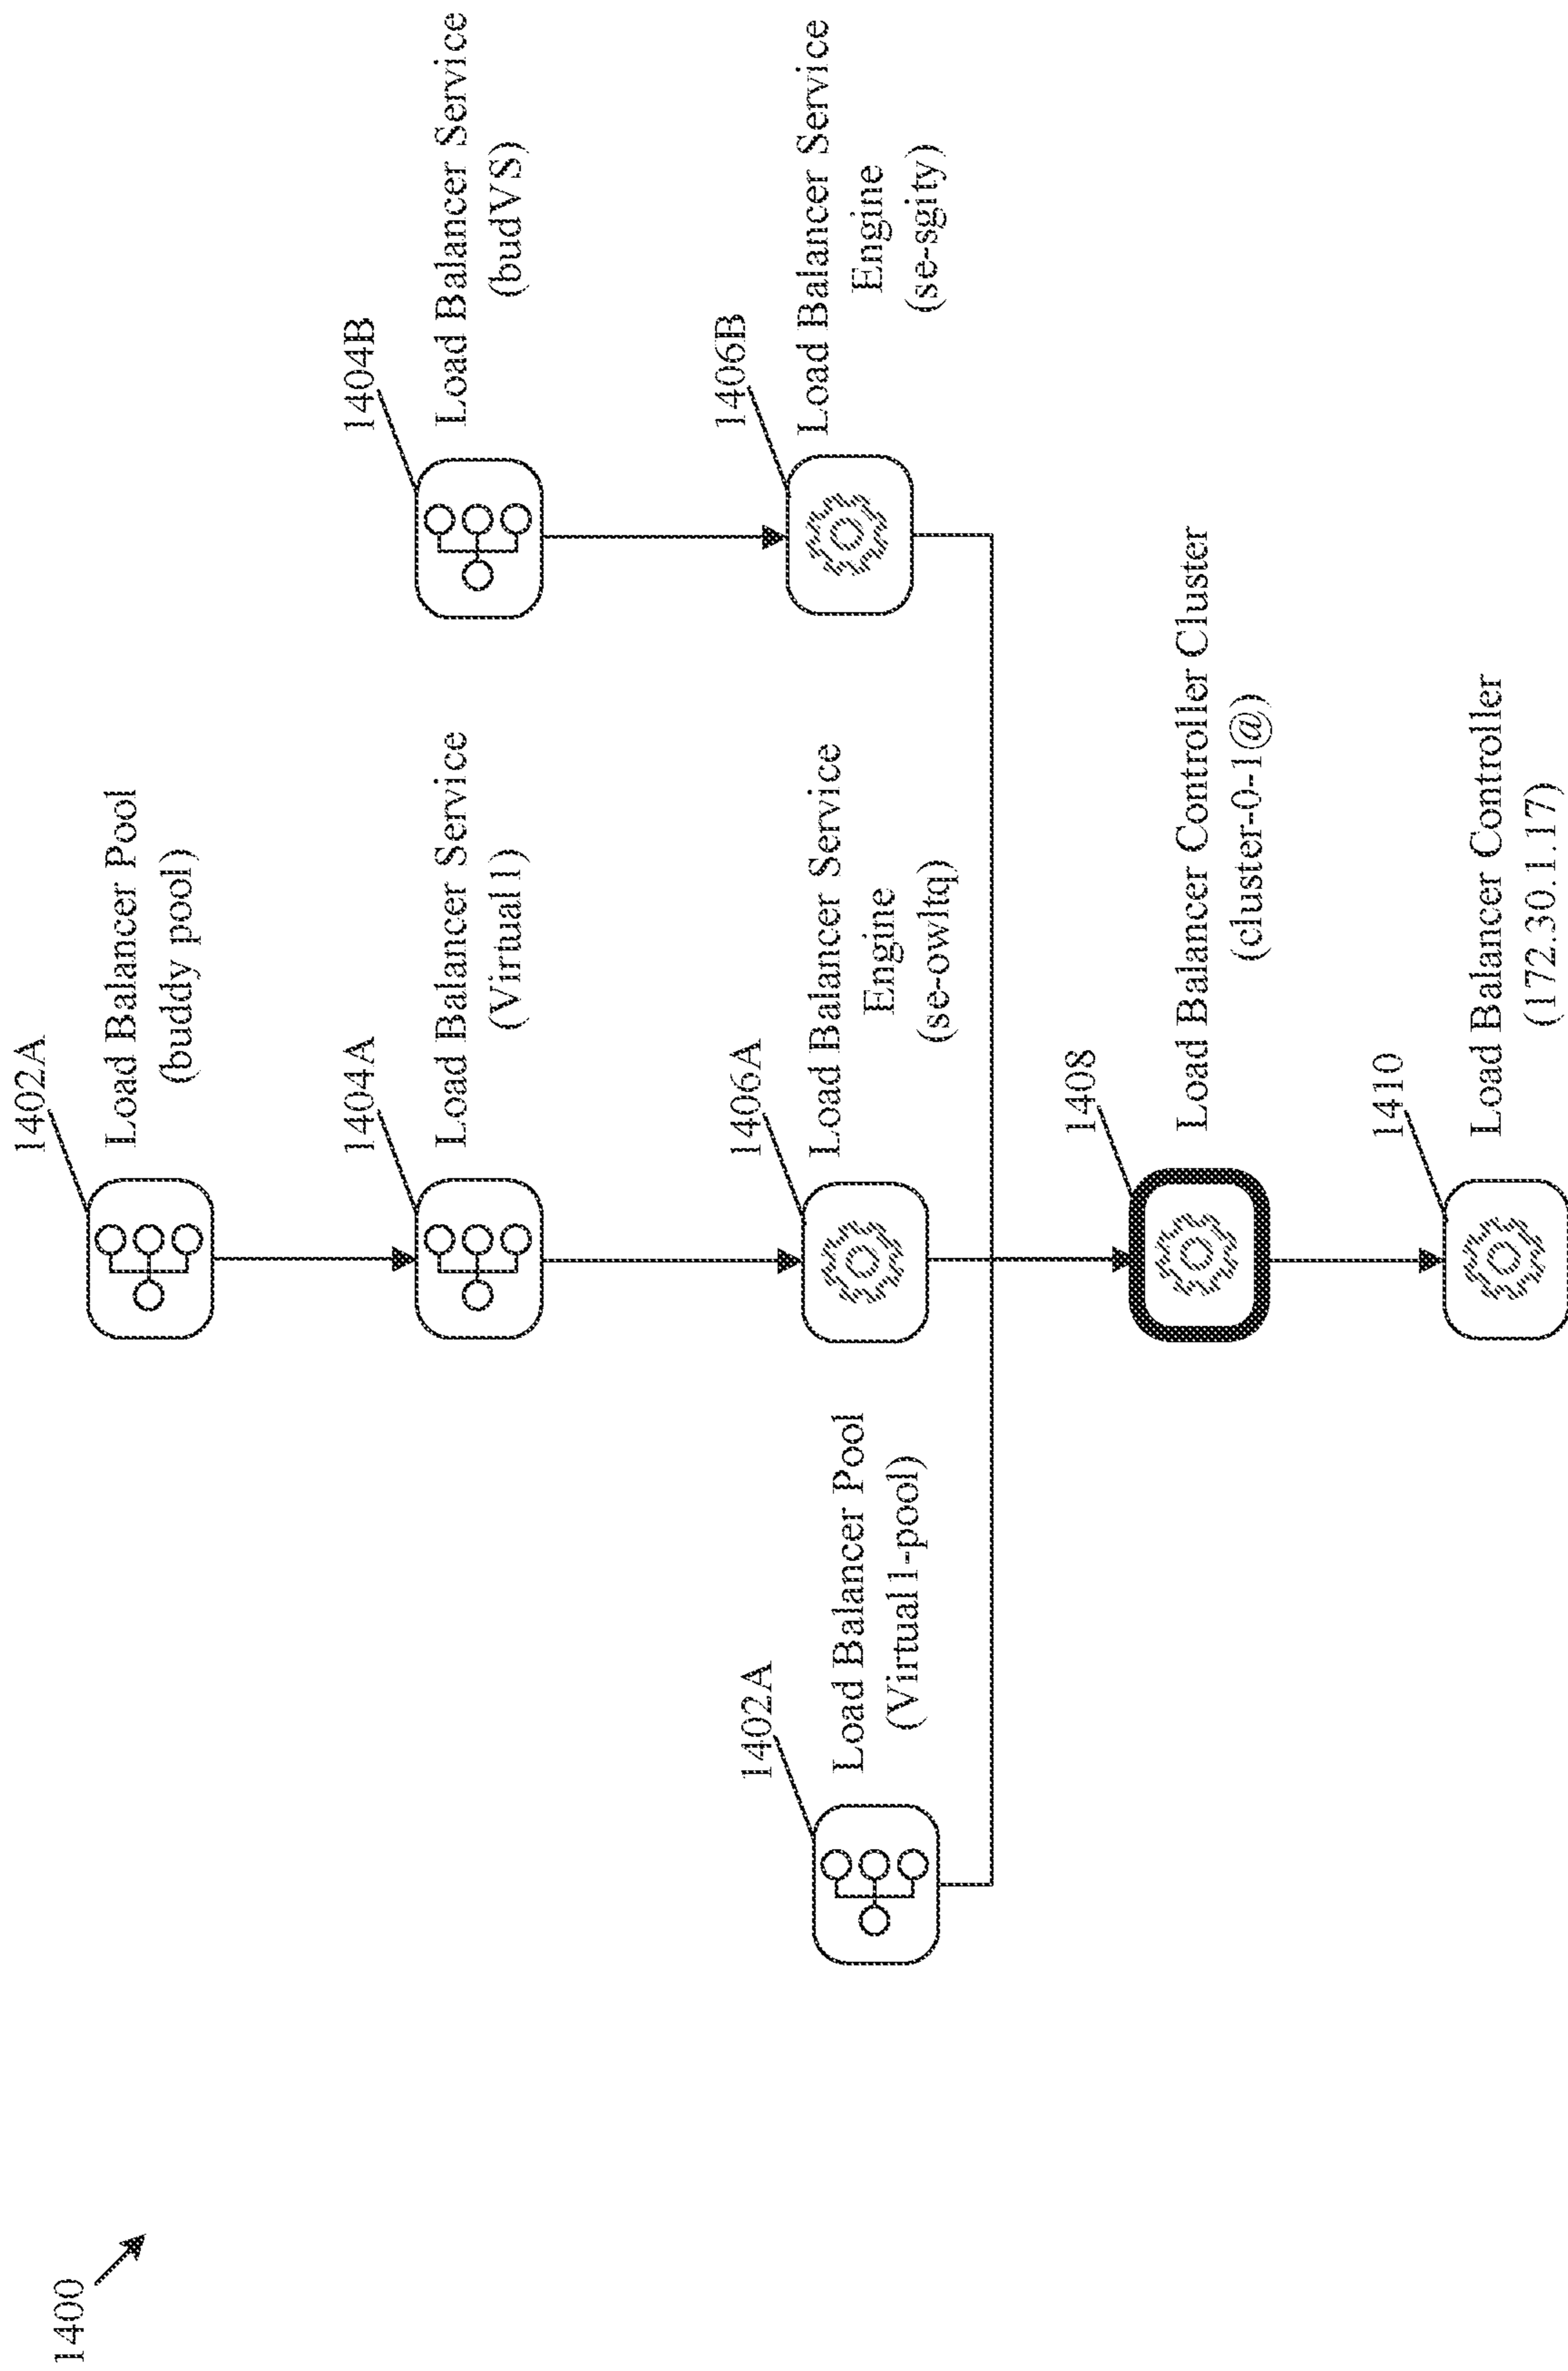 1400
1402A
Load Balancer Pool
(buddy pool)
1404A
Load Balancer Service
(Virtual1)
1404B
Load Balancer Service
(budVS)
1402A
Load Balancer Pool
(Virtual1-pool)
1406A
Load Balancer Service
Engine
(se-owltq)
1406B
Load Balancer Service
Engine
(se-sgity)
1408
Load Balancer Controller Cluster
(cluster-0-1@)
1410
Load Balancer Controller
(172.30.1.17)